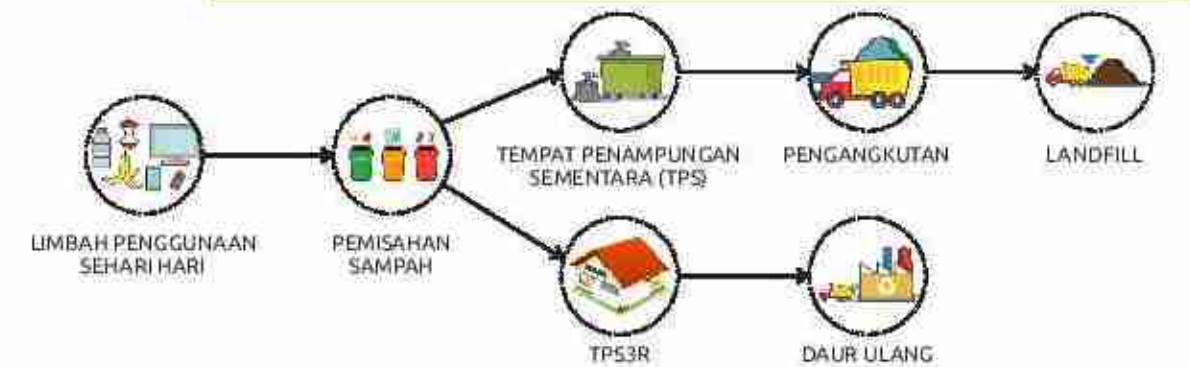 TEMPAT PENAMPUNGAN
SEMENTARA (TPS)
PENGANGKUTAN
LANDFILL
LIMBAH PENGGUNAAN
SEHARI HARI
PEMISAHAN
SAMPAH
TPS3R
DAUR ULANG